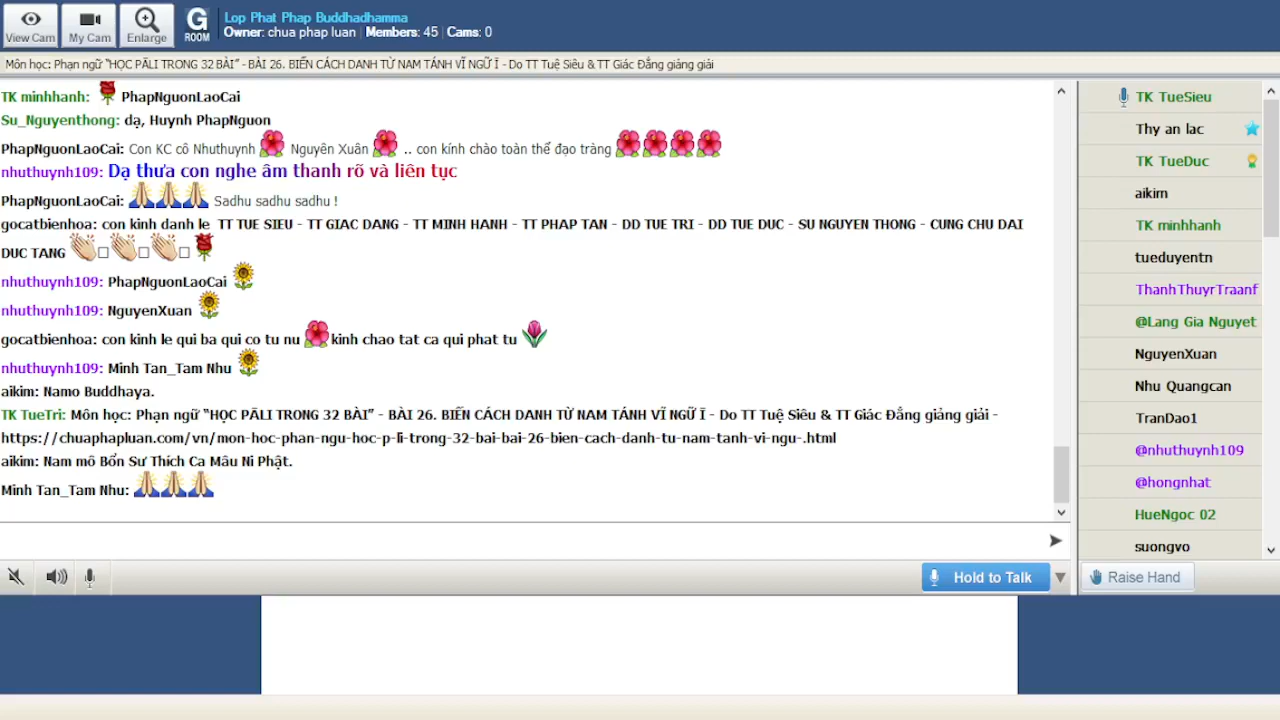 View Cam
My Cam
Enlarge
G
ROOM
Lop Phat Phap Buddhadhamma
Owner: chua phap luan | Members: 45 | Cams: 0
Môn học: Phạn ngữ “HỌC PĀLI TRONG 32 BÀI” - BÀI 26. BIẾN CÁCH DANH TỪ NAM TÁNH VĨ NGỮ Ī - Do TT Tuệ Siêu & TT Giác Đẳng giảng giải
TK minhhanh: PhapNguonLaoCai
Su_Nguyenthong: dạ, Huynh PhapNguon
PhapNguonLaoCai: Con KC cô Nhuthuynh Nguyên Xuân .. con kính chào toàn thể đạo tràng
nhuthuynh109: Dạ thưa con nghe âm thanh rõ và liên tục
PhapNguonLaoCai: Sadhu sadhu sadhu !
gocatbienhoa: con kinh danh le TT TUE SIEU - TT GIAC DANG - TT MINH HANH - TT PHAP TAN - DD TUE TRI - DD TUE DUC - SU NGUYEN THONG - CUNG CHU DAI
DUC TANG
nhuthuynh109: PhapNguonLaoCai
nhuthuynh109: NguyenXuan
gocatbienhoa: con kinh le qui ba qui co tu nu kinh chao tat ca qui phat tu
nhuthuynh109: Minh Tan_Tam Nhu
aikim: Namo Buddhaya.
TK TueTri: Môn học: Phạn ngữ “HỌC PĀLI TRONG 32 BÀI” - BÀI 26. BIẾN CÁCH DANH TỪ NAM TÁNH VĨ NGỮ Ī - Do TT Tuệ Siêu & TT Giác Đẳng giảng giải -
https://chuaphapluan.com/vn/mon-hoc-phan-ngu-hoc-p-li-trong-32-bai-bai-26-bien-cach-danh-tu-nam-tanh-vi-ngu-.html
aikim: Nam mô Bổn Sư Thích Ca Mâu Ni Phật.
Minh Tan_Tam Nhu:
TK TueSieu
Thy an lac
TK TueDuc
aikim
TK minhhanh
tueduyentn
ThanhThuyrTraanf
@Lang Gia Nguyet
NguyenXuan
Nhu Quangcan
TranDao1
@nhuthuynh109
@hongnhat
HueNgoc 02
suongvo
Hold to Talk
Raise Hand